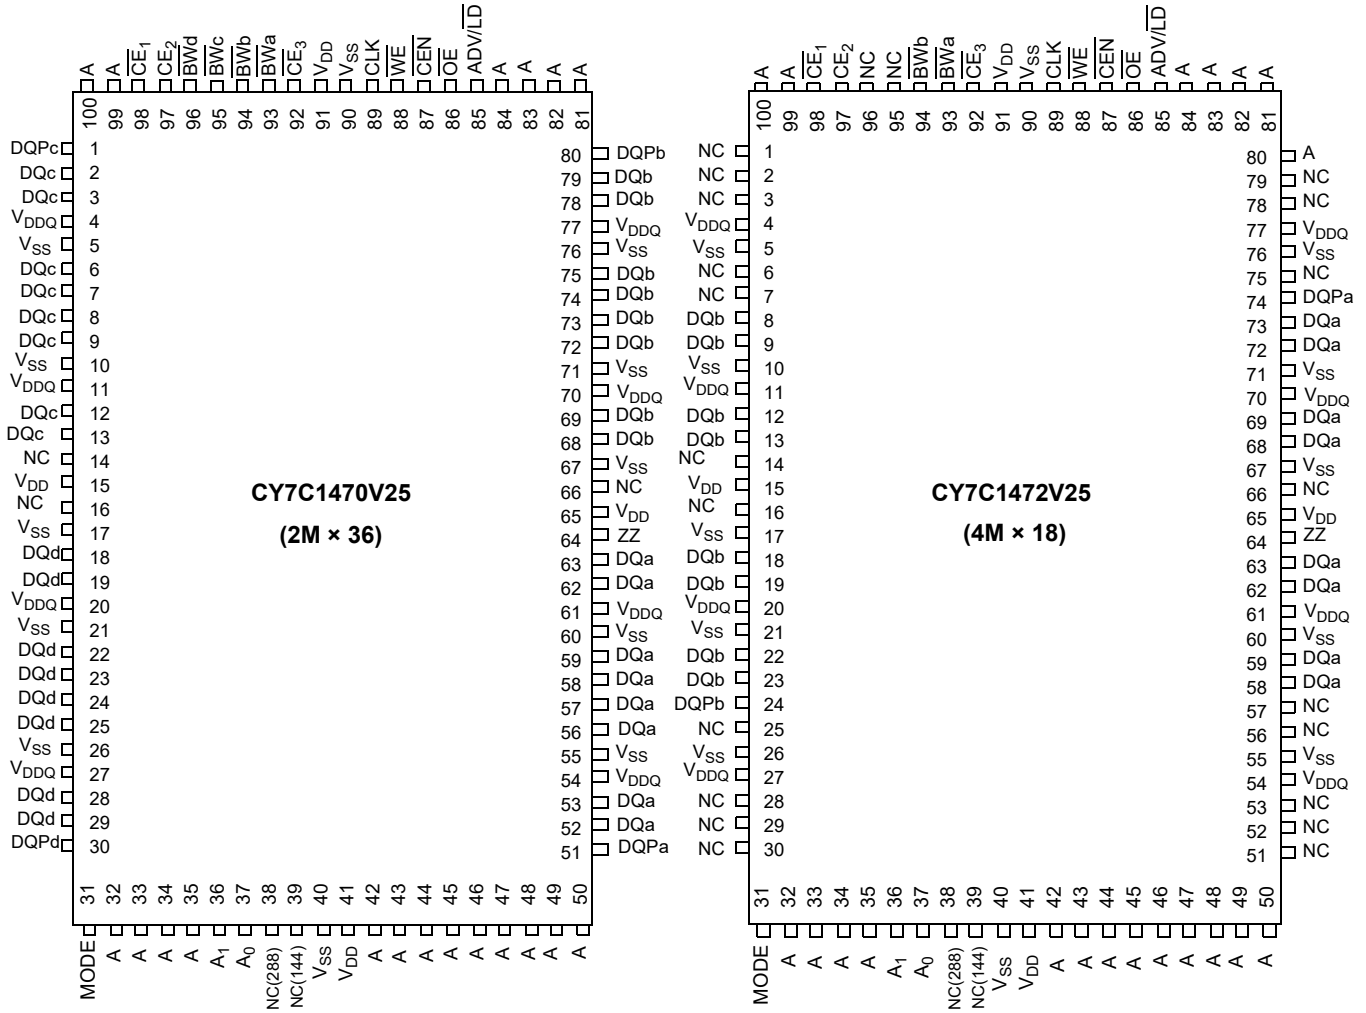 A A CE1 CE2 BWd BWc BWb BWa CE3 VDD VSS CLK WE CEN OE ADV/LD A A A A
100 99 98 97 96 95 94 93 92 91 90 89 88 87 86 85 84 83 82 81
DQPc 1
DQc 2
DQc 3
VDDQ 4
VSS 5
DQc 6
DQc 7
DQc 8
DQc 9
VSS 10
VDDQ 11
DQc 12
DQc 13
NC 14
VDD 15
NC 16
VSS 17
DQd 18
DQd 19
VDDQ 20
VSS 21
DQd 22
DQd 23
DQd 24
DQd 25
VSS 26
VDDQ 27
DQd 28
DQd 29
DQPd 30
CY7C1470V25
(2M × 36)
80 DQPb
79 DQb
78 DQb
77 VDDQ
76 VSS
75 DQb
74 DQb
73 DQb
72 DQb
71 VSS
70 VDDQ
69 DQb
68 DQb
67 VSS
66 NC
65 VDD
64 ZZ
63 DQa
62 DQa
61 VDDQ
60 VSS
59 DQa
58 DQa
57 DQa
56 DQa
55 VSS
54 VDDQ
53 DQa
52 DQa
51 DQPa
31 32 33 34 35 36 37 38 39 40 41 42 43 44 45 46 47 48 49 50
MODE A A A A A1 A0 NC(288) NC(144) VSS VDD A A A A A A A A A
A A CE1 CE2 NC NC BWb BWa CE3 VDD VSS CLK WE CEN OE ADV/LD A A A A
100 99 98 97 96 95 94 93 92 91 90 89 88 87 86 85 84 83 82 81
NC 1
NC 2
NC 3
VDDQ 4
VSS 5
NC 6
NC 7
DQb 8
DQb 9
VSS 10
VDDQ 11
DQb 12
DQb 13
NC 14
VDD 15
NC 16
VSS 17
DQb 18
DQb 19
VDDQ 20
VSS 21
DQb 22
DQb 23
DQPb 24
NC 25
VSS 26
VDDQ 27
NC 28
NC 29
NC 30
CY7C1472V25
(4M × 18)
80 A
79 NC
78 NC
77 VDDQ
76 VSS
75 NC
74 DQPa
73 DQa
72 DQa
71 VSS
70 VDDQ
69 DQa
68 DQa
67 VSS
66 NC
65 VDD
64 ZZ
63 DQa
62 DQa
61 VDDQ
60 VSS
59 DQa
58 DQa
57 NC
56 NC
55 VSS
54 VDDQ
53 NC
52 NC
51 NC
31 32 33 34 35 36 37 38 39 40 41 42 43 44 45 46 47 48 49 50
MODE A A A A A1 A0 NC(288) NC(144) VSS VDD A A A A A A A A A